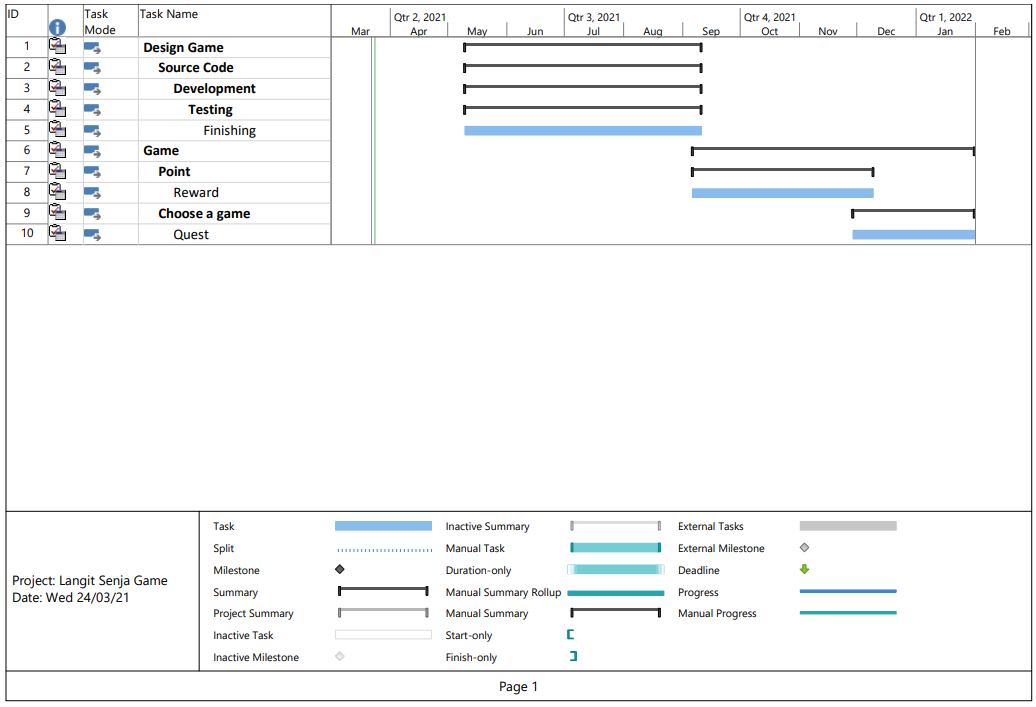 ID Task Mode Task Name
Qtr 2, 2021 Qtr 3, 2021 Qtr 4, 2021 Qtr 1, 2022
Mar Apr May Jun Jul Aug Sep Oct Nov Dec Jan Feb
1 Design Game
2 Source Code
3 Development
4 Testing
5 Finishing
6 Game
7 Point
8 Reward
9 Choose a game
10 Quest
Project: Langit Senja Game
Date: Wed 24/03/21
Task Inactive Summary External Tasks
Split Manual Task External Milestone
Milestone Duration-only Deadline
Summary Manual Summary Rollup Progress
Project Summary Manual Summary Manual Progress
Inactive Task Start-only
Inactive Milestone Finish-only
Page 1